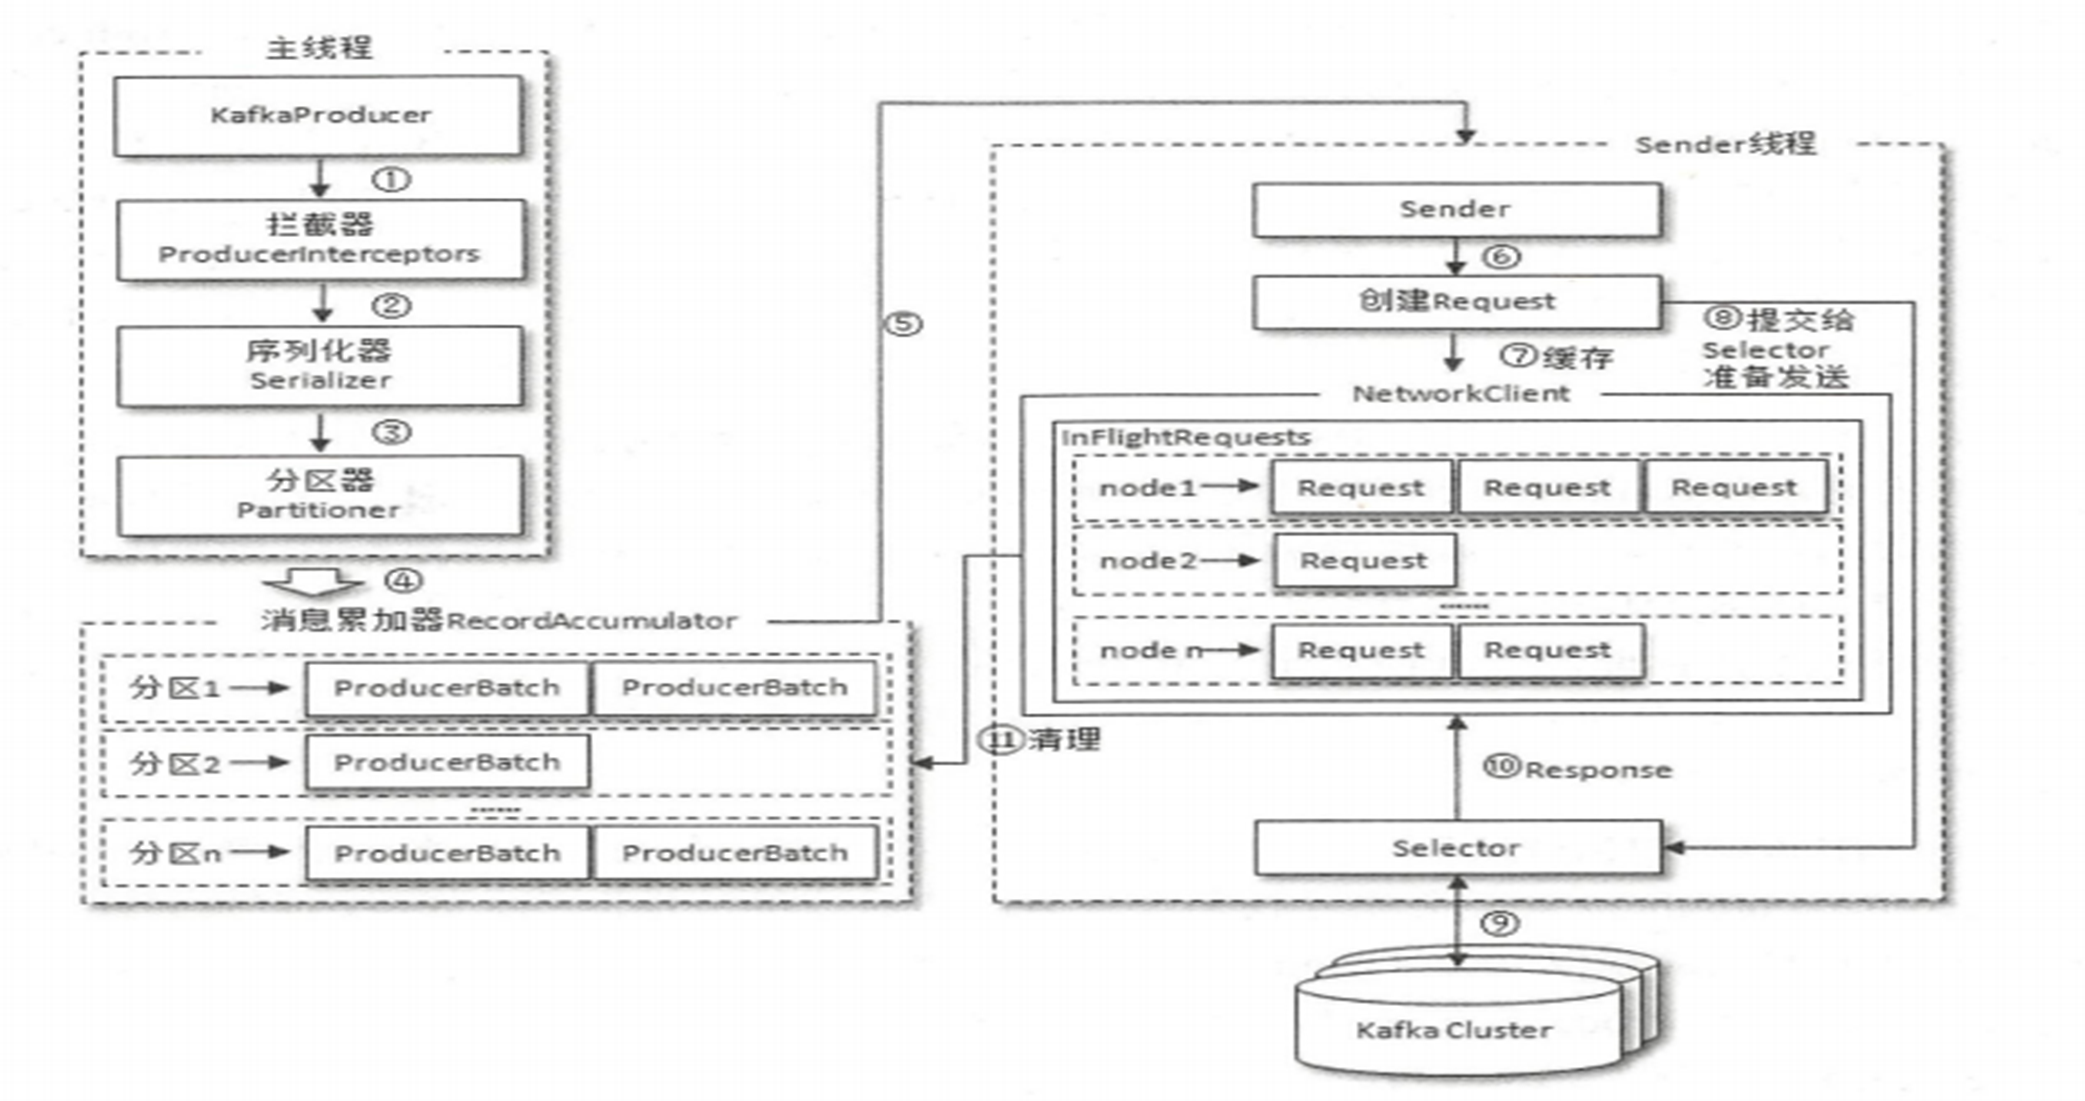 主线程
KafkaProducer
①
拦截器
ProducerInterceptors
②
序列化器
Serializer
③
分区器
Partitioner
④
消息累加器RecordAccumulator
分区1
ProducerBatch
ProducerBatch
分区2
ProducerBatch
······
分区n
ProducerBatch
ProducerBatch
⑤
Sender线程
Sender
⑥
创建Request
⑦缓存
⑧提交给
Selector
准备发送
NetworkClient
InFlightRequests
node1
Request
Request
Request
node2
Request
······
node n
Request
Request
⑪清理
⑩Response
Selector
⑨
Kafka Cluster